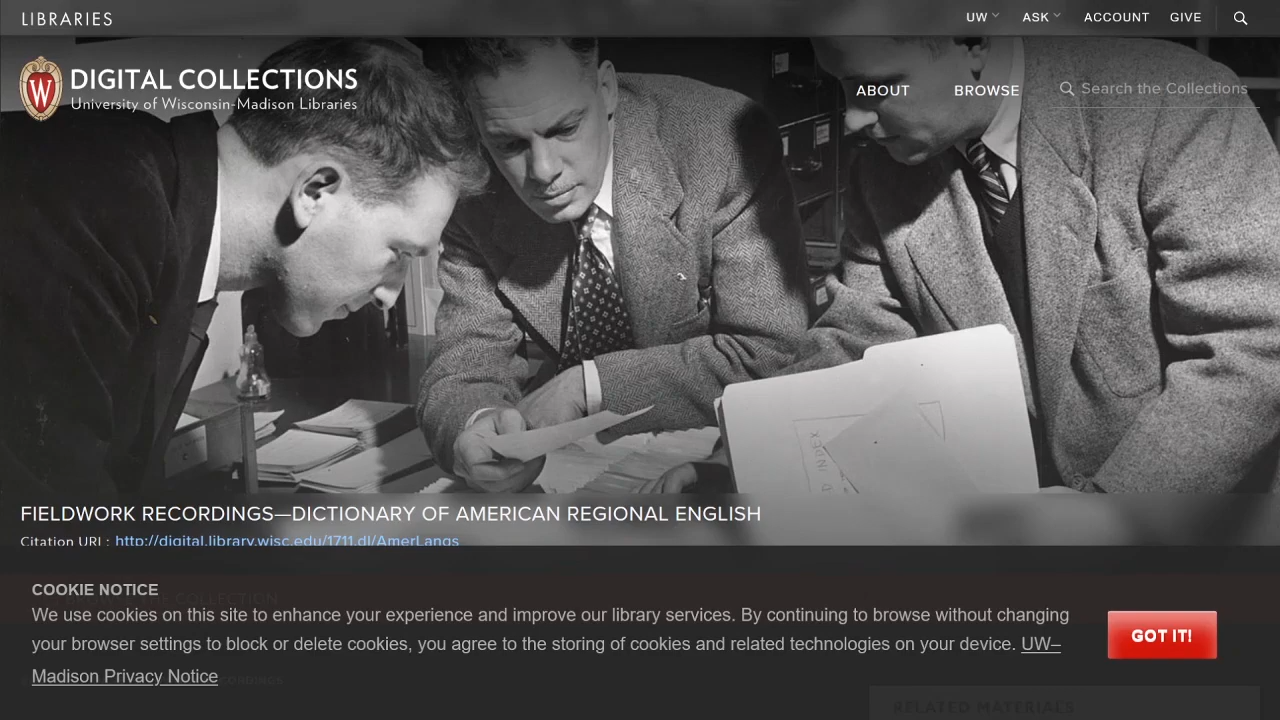 LIBRARIES
UW
ASK
ACCOUNT
GIVE
W
DIGITAL COLLECTIONS
University of Wisconsin-Madison Libraries
ABOUT
BROWSE
Search the Collections
FIELDWORK RECORDINGS—DICTIONARY OF AMERICAN REGIONAL ENGLISH
Citation URL: http://digital.library.wisc.edu/1711.dl/AmerLangs
COOKIE NOTICE
We use cookies on this site to enhance your experience and improve our library services. By continuing to browse without changing
your browser settings to block or delete cookies, you agree to the storing of cookies and related technologies on your device. UW–
Madison Privacy Notice
GOT IT!
RELATED MATERIALS